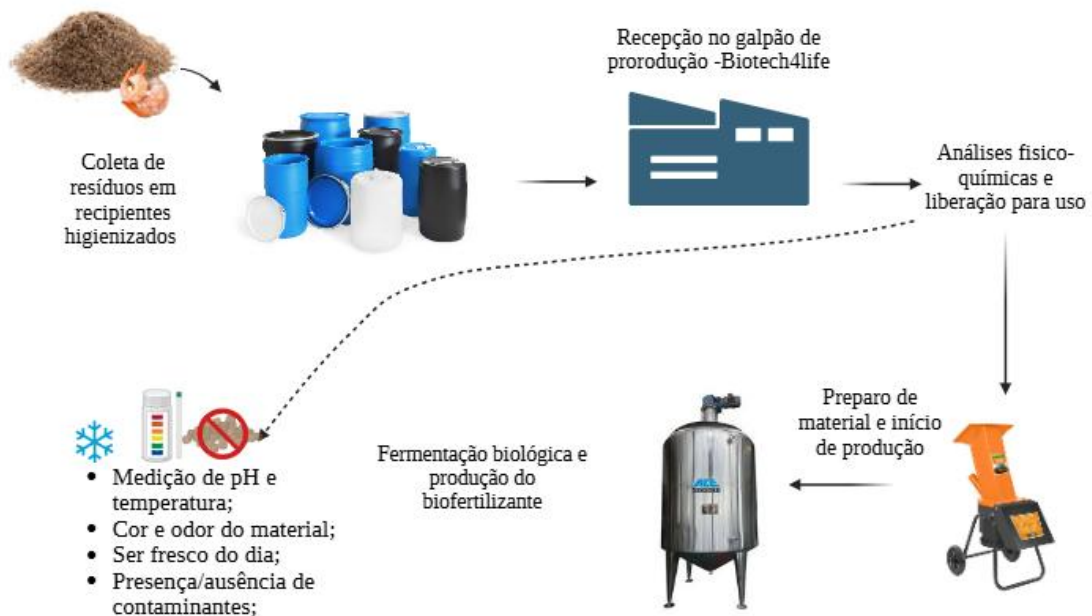 Recepção no galpão de
prorodução -Biotech4life
Coleta de
resíduos em
recipientes
higienizados
Análises fisico-
químicas e
liberação para uso
Preparo de
material e início
de produção
Fermentação biológica e
produção do
biofertilizante
• Medição de pH e
temperatura;
• Cor e odor do material;
• Ser fresco do dia;
• Presença/ausência de
contaminantes;